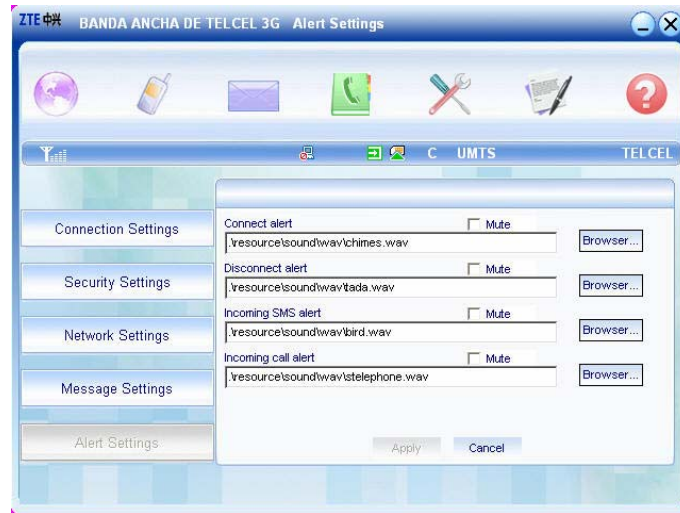 ZTE中兴 BANDA ANCHA DE TELCEL 3G Alert Settings
C UMTS TELCEL
Connection Settings
Security Settings
Network Settings
Message Settings
Alert Settings
Connect alert Mute
.\resource\sound\wav\chimes.wav Browser...
Disconnect alert Mute
.\resource\sound\wav\tada.wav Browser...
Incoming SMS alert Mute
.\resource\sound\wav\bird.wav Browser...
Incoming call alert Mute
.\resource\sound\wav\stelephone.wav Browser...
Apply Cancel